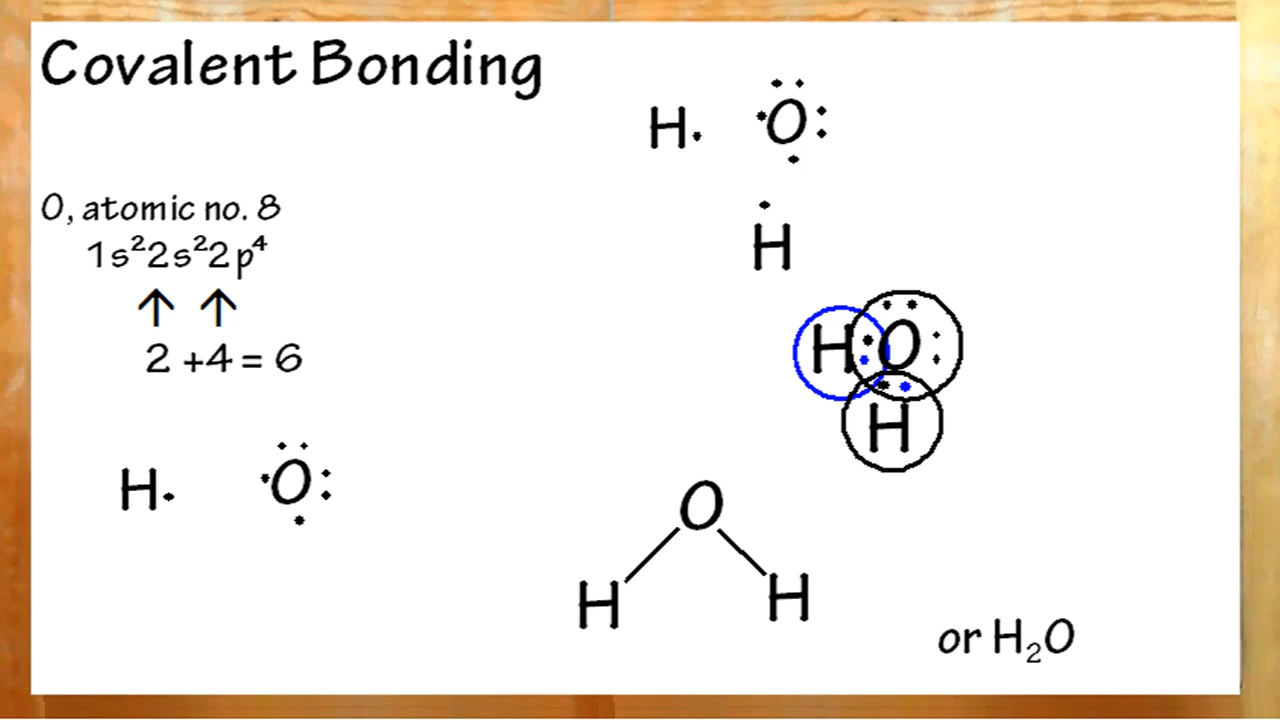 Covalent Bonding
O, atomic no. 8
1s²2s²2p⁴
↑ ↑
2 +4 = 6
H· ·O:
H· ·O:
H
H:O:
H
O
H H
or H₂O